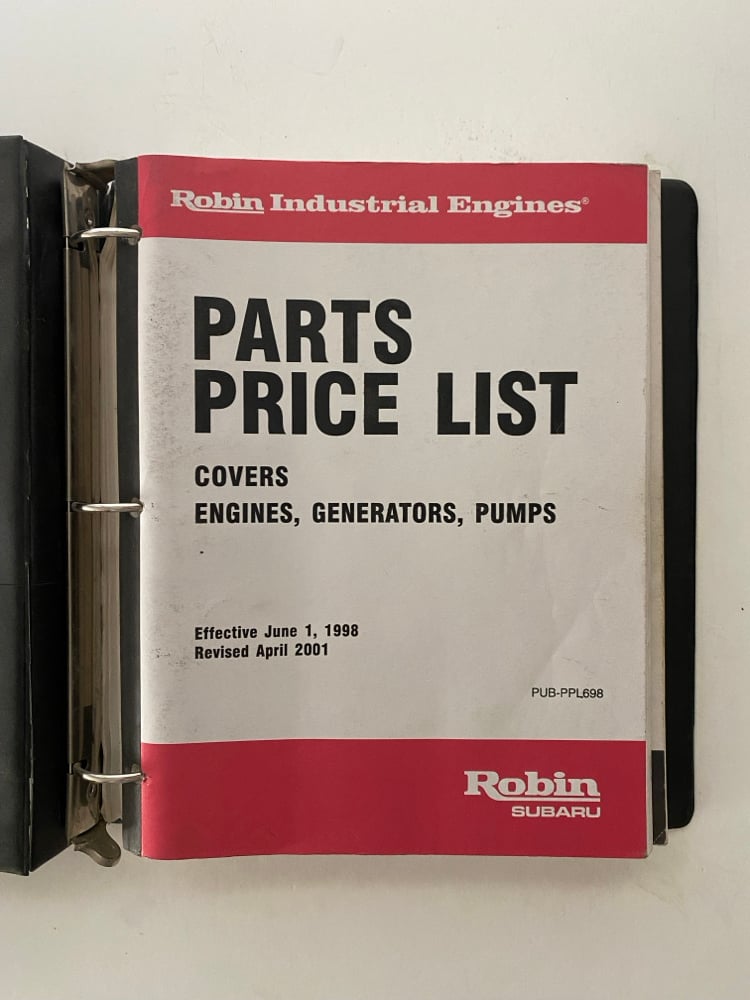 Robin Industrial Engines®
PARTS
PRICE LIST
COVERS
ENGINES, GENERATORS, PUMPS
Effective June 1, 1998
Revised April 2001
PUB-PPL698
Robin
SUBARU